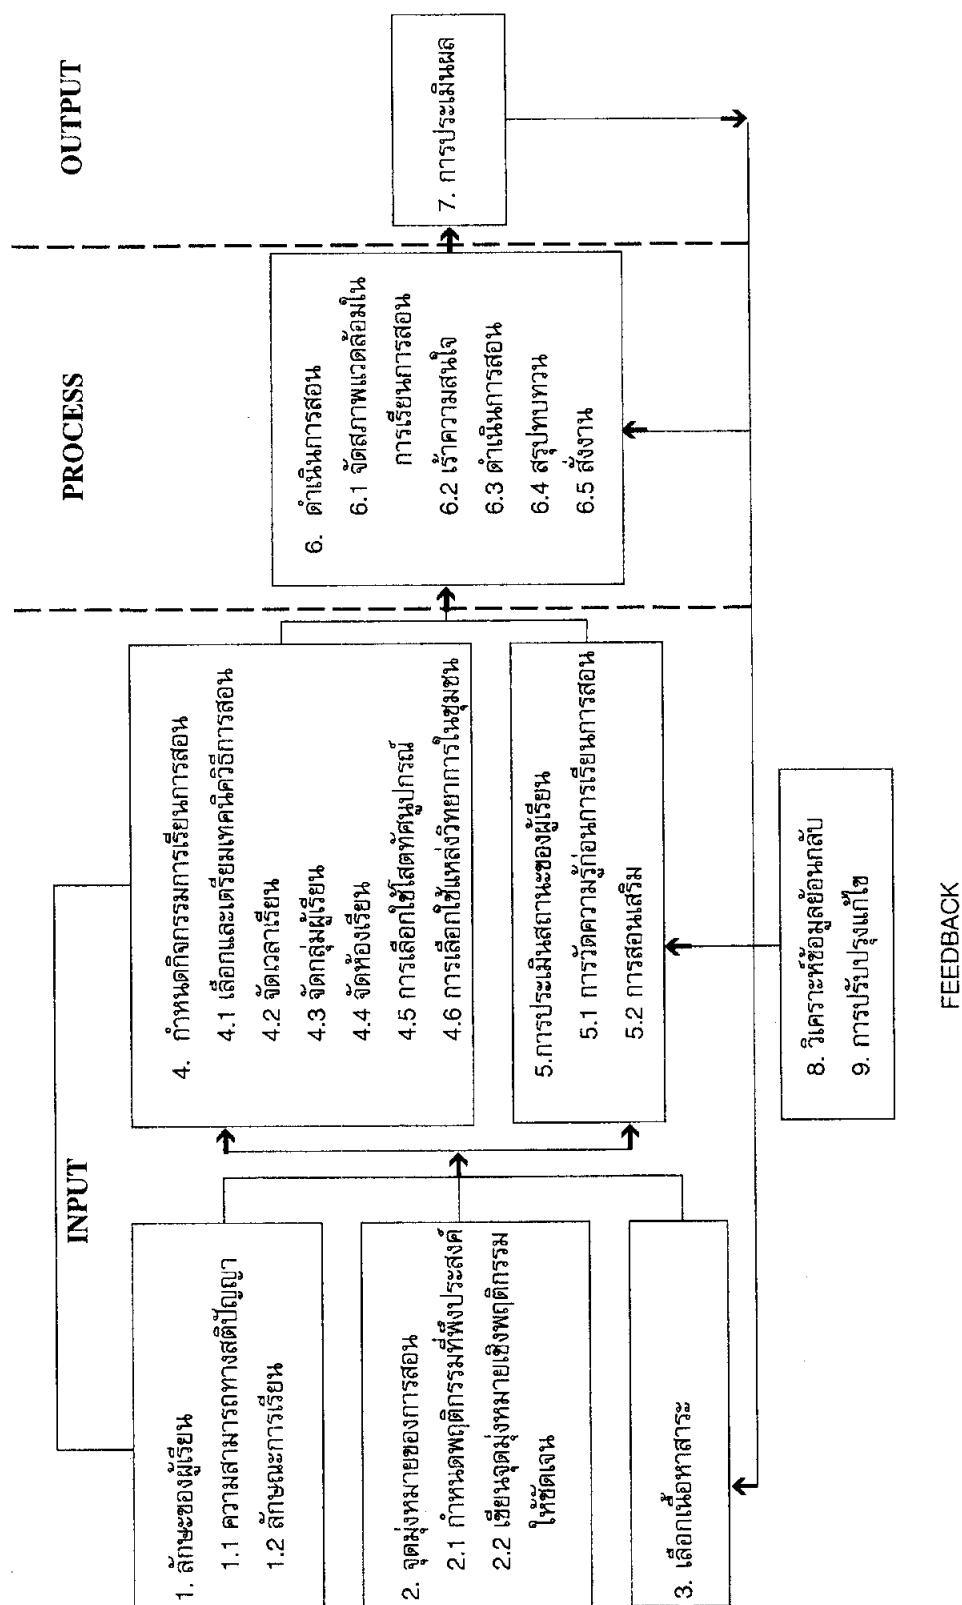 INPUT
PROCESS
OUTPUT
1. ลักษะของผู้เรียน
1.1 ความสามารถทางสติปัญญา
1.2 ลักษณะการเรียน
2. จุดมุ่งหมายของการสอน
2.1 กำหนดพฤติกรรมที่พึงประสงค์
2.2 เขียนจุดมุ่งหมายเชิงพฤติกรรม
ให้ชัดเจน
3. เลือกเนื้อหาสาระ
4. กำหนดกิจกรรมการเรียนการสอน
4.1 เลือกและเตรียมเทคนิควิธีการสอน
4.2 จัดเวลาเรียน
4.3 จัดกลุ่มผู้เรียน
4.4 จัดห้องเรียน
4.5 การเลือกใช้โสตทัศนูปกรณ์
4.6 การเลือกใช้แหล่งวิทยาการในชุมชน
5.การประเมินสถานะของผู้เรียน
5.1 การวัดความรู้ก่อนการเรียนการสอน
5.2 การสอนเสริม
6. ดำเนินการสอน
6.1 จัดสภาพแวดล้อมใน
การเรียนการสอน
6.2 เร้าความสนใจ
6.3 ดำเนินการสอน
6.4 สรุปทบทวน
6.5 สั่งงาน
7. การประเมินผล
8. วิเคราะห์ข้อมูลย้อนกลับ
9. การปรับปรุงแก้ไข
FEEDBACK